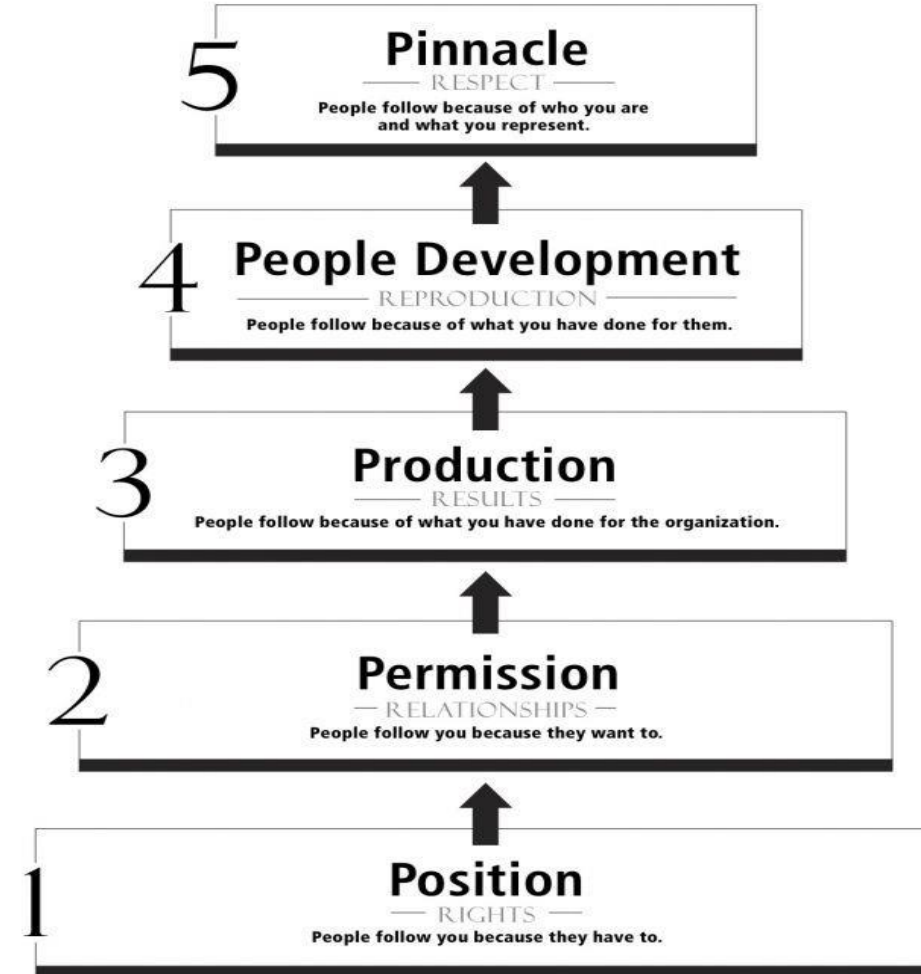 5
Pinnacle
RESPECT
People follow because of who you are
and what you represent.
4
People Development
REPRODUCTION
People follow because of what you have done for them.
3
Production
RESULTS
People follow because of what you have done for the organization.
2
Permission
RELATIONSHIPS
People follow you because they want to.
1
Position
RIGHTS
People follow you because they have to.